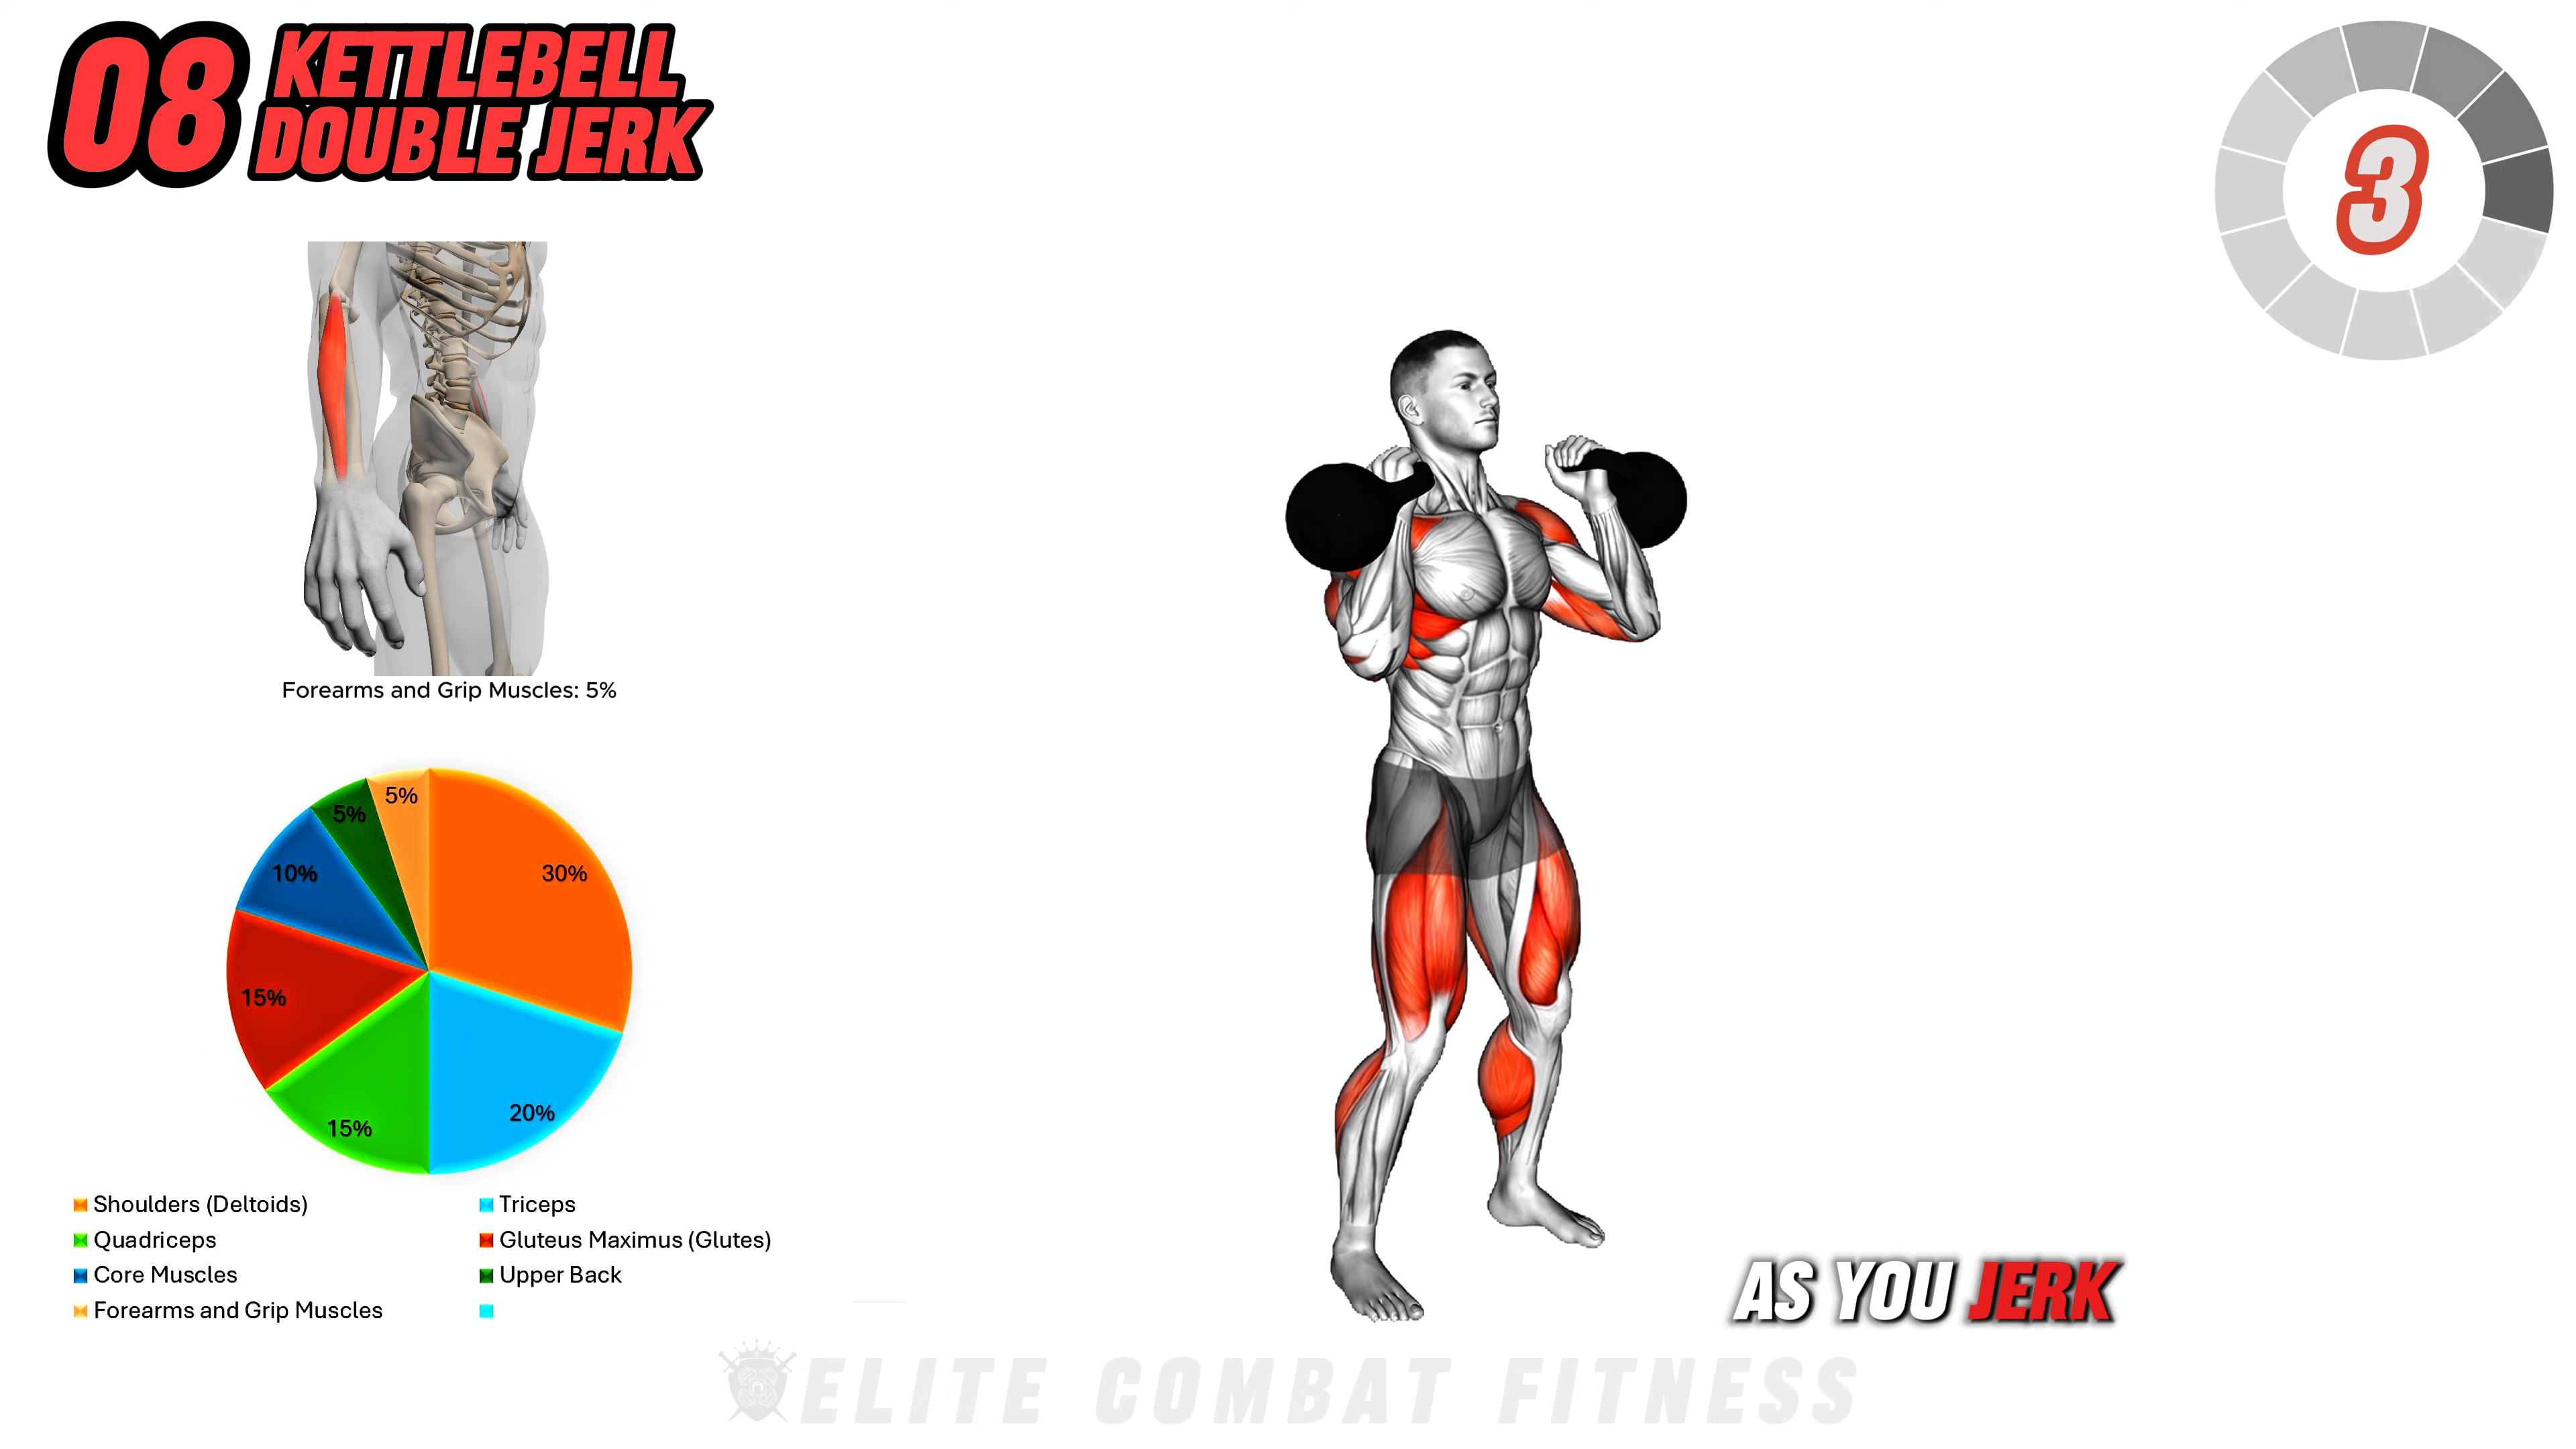 08 KETTLEBELL
DOUBLE JERK
3
Forearms and Grip Muscles: 5%
5%
5%
30%
10%
15%
20%
15%
Shoulders (Deltoids)
Triceps
Quadriceps
Gluteus Maximus (Glutes)
Core Muscles
Upper Back
Forearms and Grip Muscles
AS YOU JERK
ELITE COMBAT FITNESS